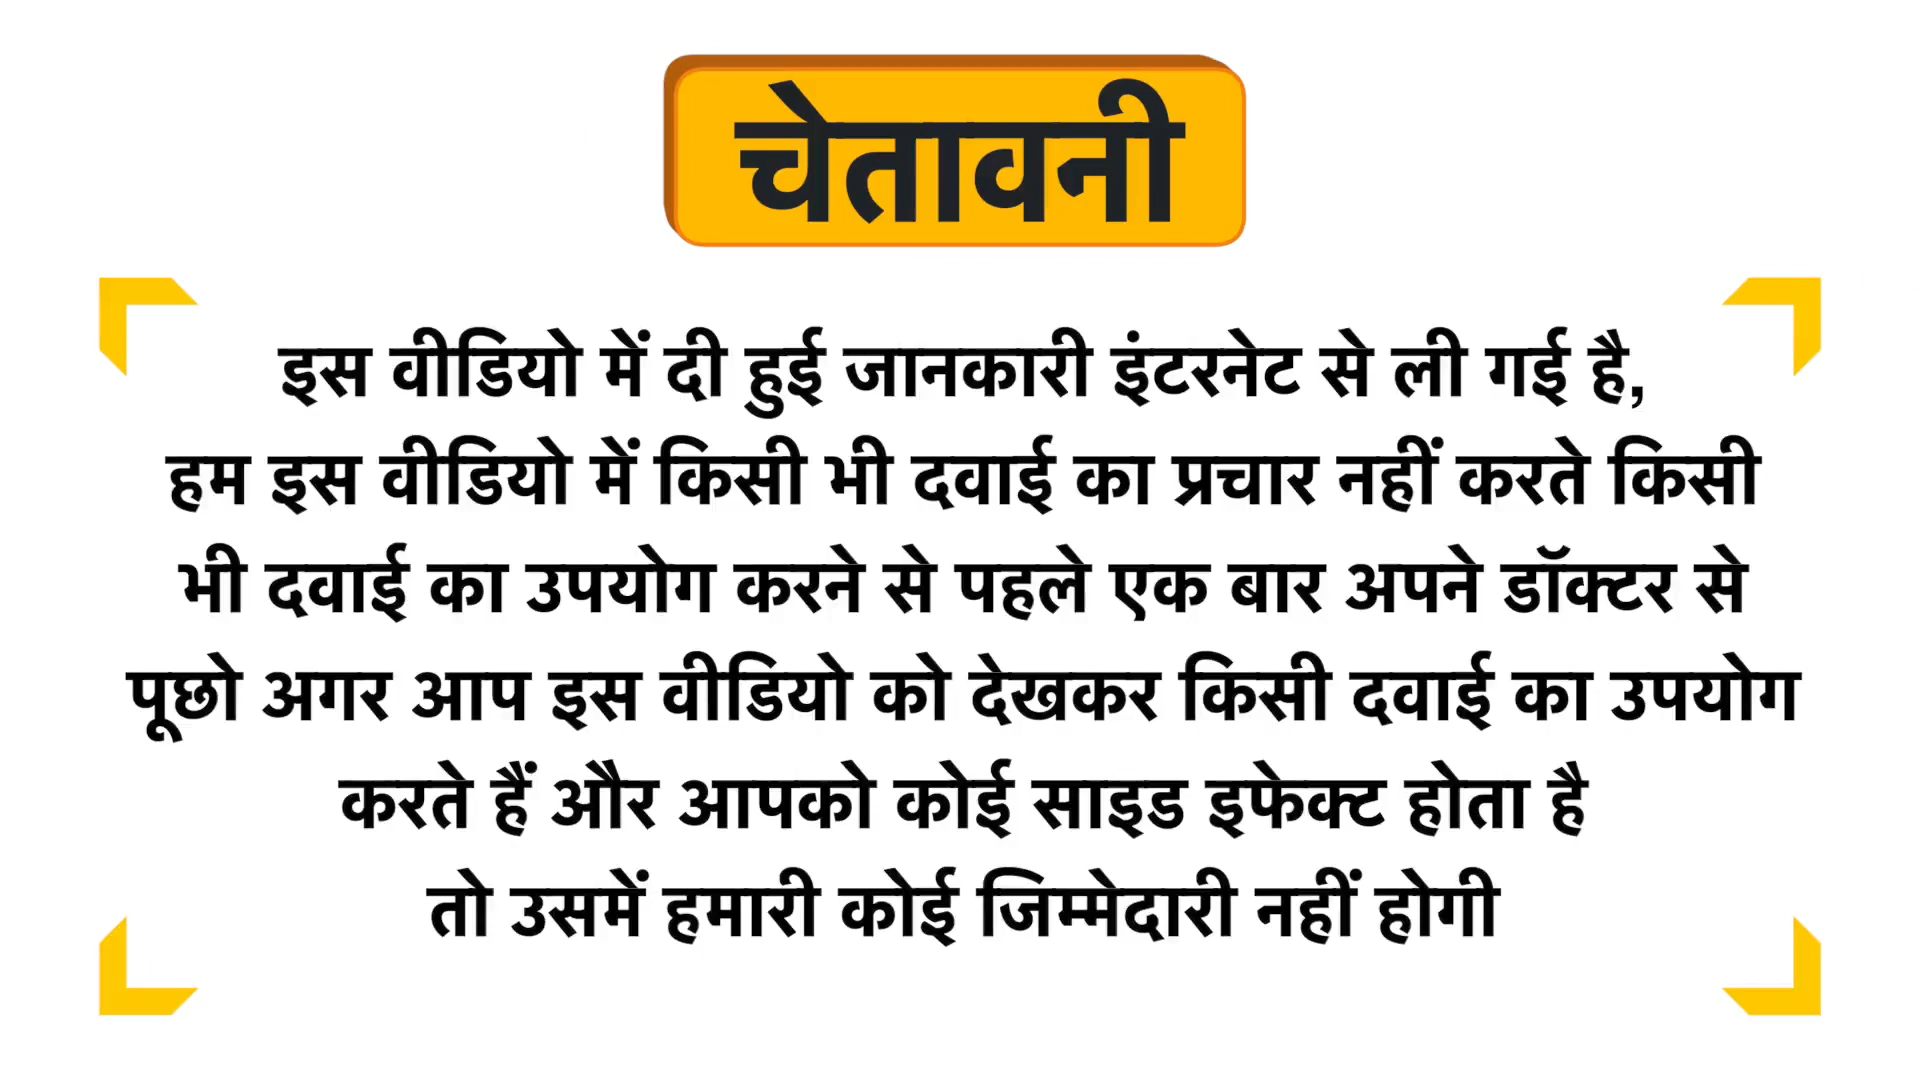 चेतावनी
इस वीडियो में दी हुई जानकारी इंटरनेट से ली गई है,
हम इस वीडियो में किसी भी दवाई का प्रचार नहीं करते किसी
भी दवाई का उपयोग करने से पहले एक बार अपने डॉक्टर से
पूछो अगर आप इस वीडियो को देखकर किसी दवाई का उपयोग
करते हैं और आपको कोई साइड इफेक्ट होता है
तो उसमें हमारी कोई जिम्मेदारी नहीं होगी